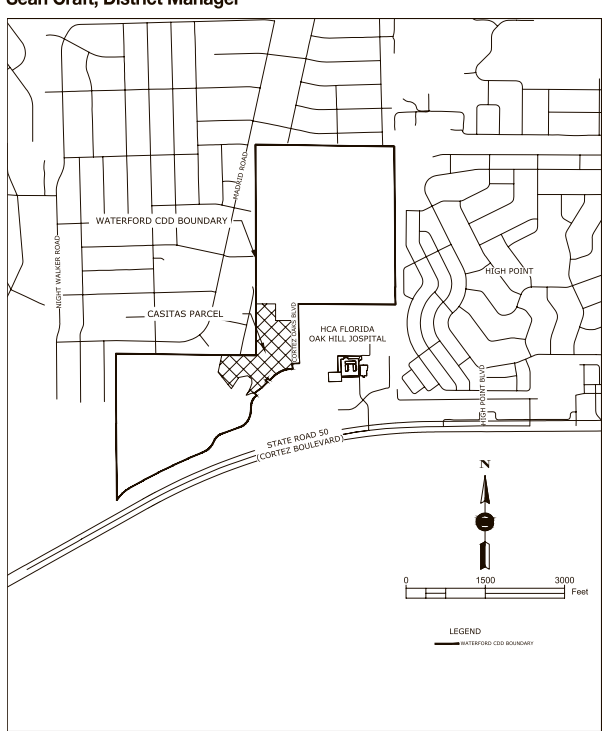 Sean Craft, District Manager
MADRID ROAD
WATERFORD CDD BOUNDARY
NIGHT WALKER ROAD
HIGH POINT
CASITAS PARCEL
CORTEZ OAKS BLVD
HCA FLORIDA
OAK HILL JOSPITAL
HIGH POINT BLVD
STATE ROAD 50
(CORTEZ BOULEVARD)
N
0 1500 3000
Feet
LEGEND
WATERFORD CDD BOUNDARY